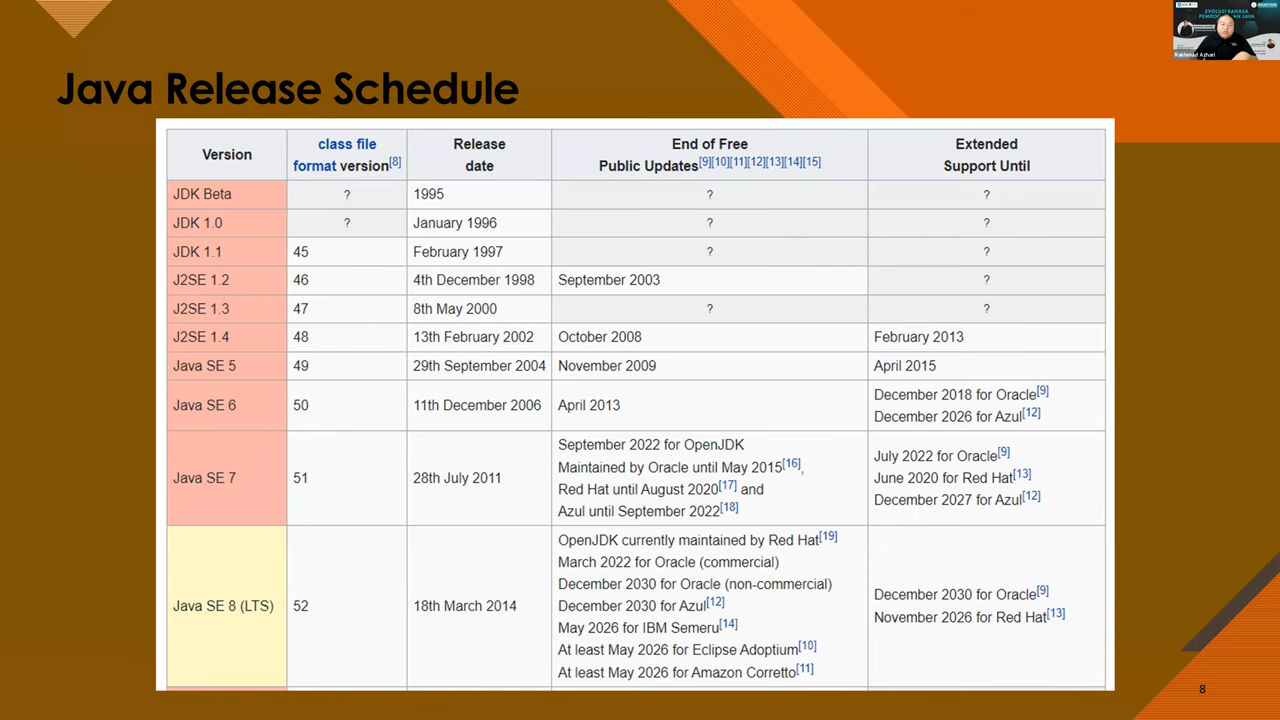 EVOLUSI BAHASA
PEMROGRAMAN JAVA
Rakhmad Azhari
Java Release Schedule
Version
class file
format version[8]
Release
date
End of Free
Public Updates[9][10][11][12][13][14][15]
Extended
Support Until
JDK Beta ? 1995 ? ?
JDK 1.0 ? January 1996 ? ?
JDK 1.1 45 February 1997 ? ?
J2SE 1.2 46 4th December 1998 September 2003 ?
J2SE 1.3 47 8th May 2000 ? ?
J2SE 1.4 48 13th February 2002 October 2008 February 2013
Java SE 5 49 29th September 2004 November 2009 April 2015
Java SE 6 50 11th December 2006 April 2013
December 2018 for Oracle[9]
December 2026 for Azul[12]
Java SE 7 51 28th July 2011
September 2022 for OpenJDK
Maintained by Oracle until May 2015[16],
Red Hat until August 2020[17] and
Azul until September 2022[18]
July 2022 for Oracle[9]
June 2020 for Red Hat[13]
December 2027 for Azul[12]
Java SE 8 (LTS) 52 18th March 2014
OpenJDK currently maintained by Red Hat[19]
March 2022 for Oracle (commercial)
December 2030 for Oracle (non-commercial)
December 2030 for Azul[12]
May 2026 for IBM Semeru[14]
At least May 2026 for Eclipse Adoptium[10]
At least May 2026 for Amazon Corretto[11]
December 2030 for Oracle[9]
November 2026 for Red Hat[13]
8